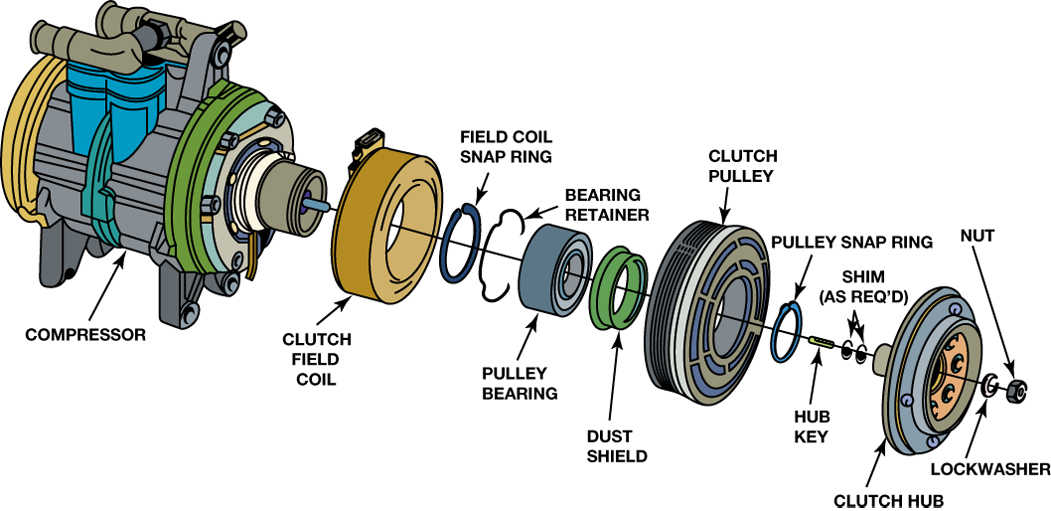 FIELD COIL
SNAP RING
BEARING
RETAINER
CLUTCH
PULLEY
PULLEY SNAP RING
NUT
SHIM
(AS REQ'D)
COMPRESSOR
CLUTCH
FIELD
COIL
PULLEY
BEARING
DUST
SHIELD
HUB
KEY
LOCKWASHER
CLUTCH HUB